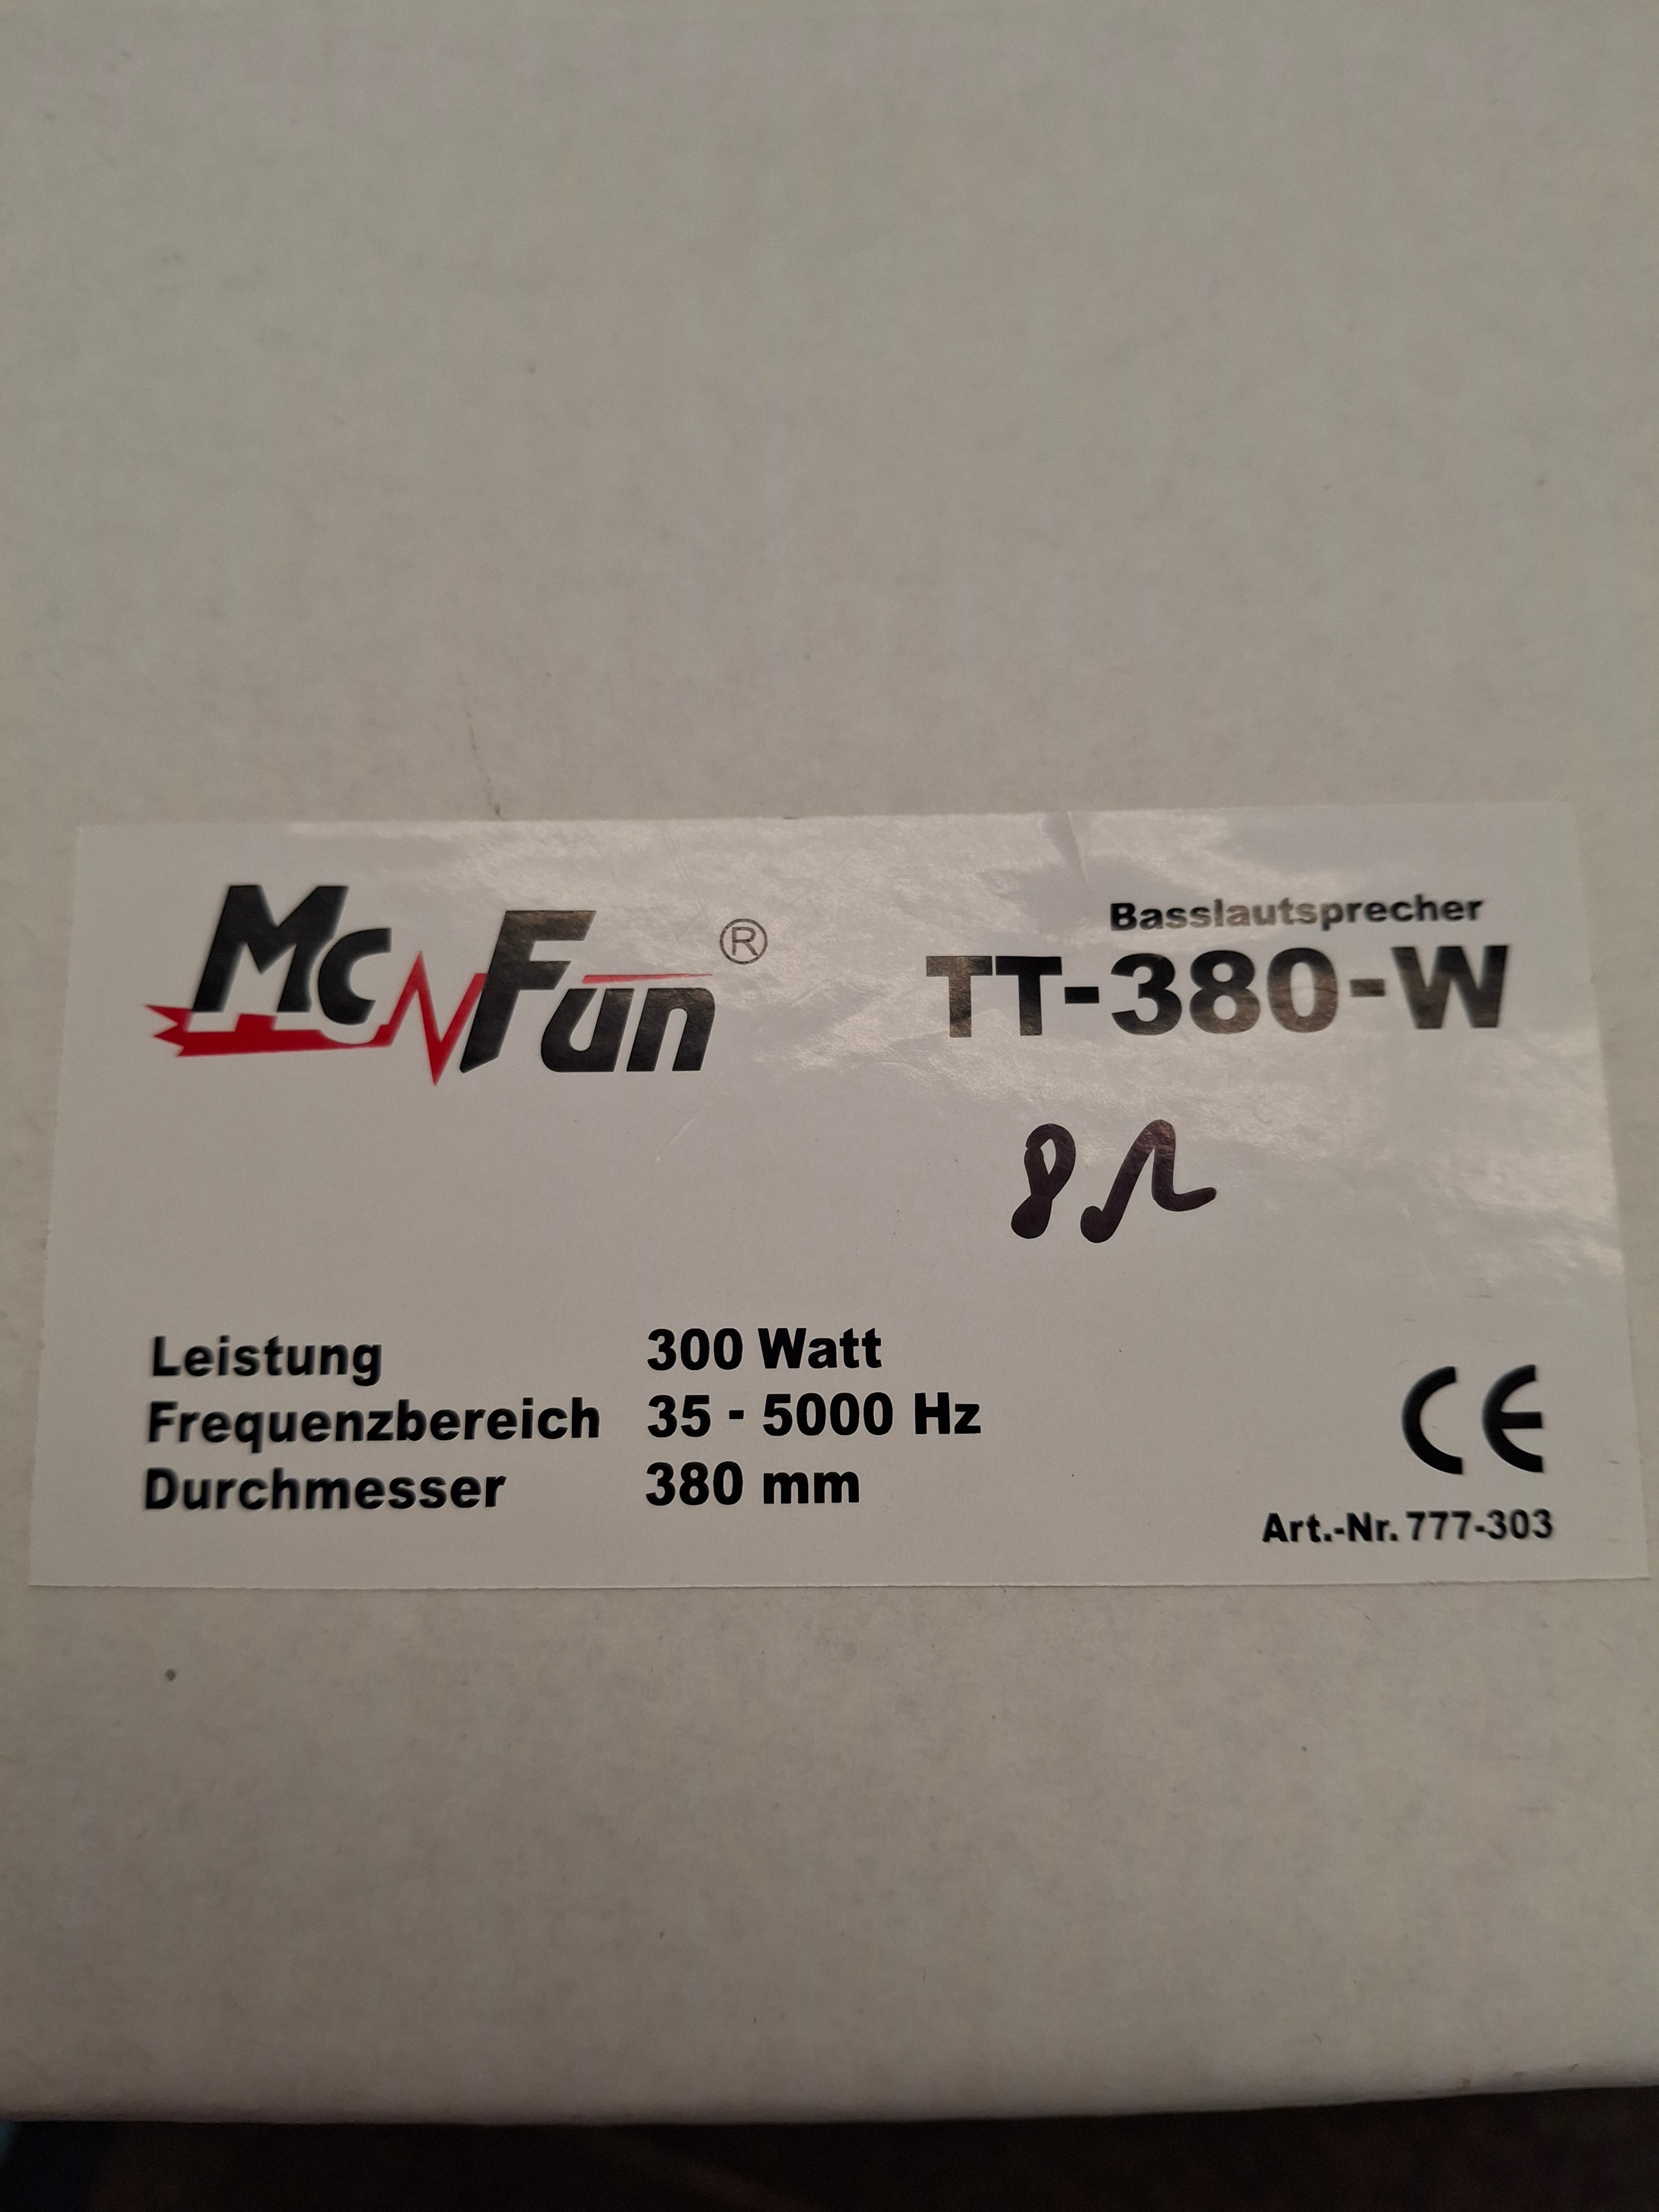 McFun®
Basslautsprecher
TT-380-W
8Ω
Leistung 300 Watt
Frequenzbereich 35 - 5000 Hz
Durchmesser 380 mm
CE
Art.-Nr. 777-303